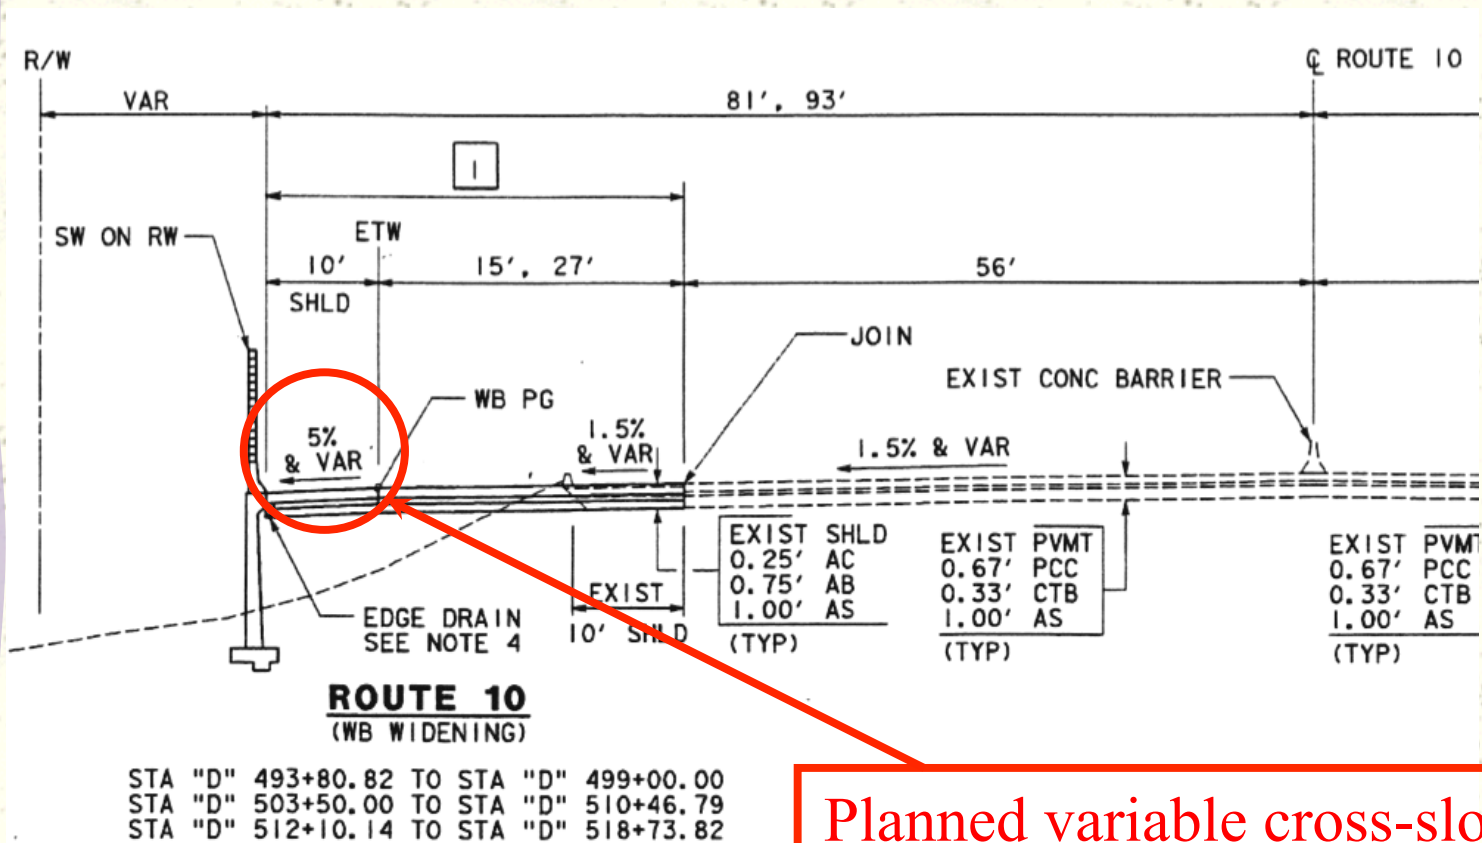 R/W
℄ ROUTE 10
VAR
81', 93'
1
SW ON RW
ETW
10'
15', 27'
56'
SHLD
JOIN
EXIST CONC BARRIER
WB PG
5%
& VAR
1.5%
& VAR
1.5% & VAR
EXIST SHLD
0.25' AC
0.75' AB
1.00' AS
(TYP)
EXIST PVMT
0.67' PCC
0.33' CTB
1.00' AS
(TYP)
EXIST PVMT
0.67' PCC
0.33' CTB
1.00' AS
(TYP)
EXIST
10' SHLD
EDGE DRAIN
SEE NOTE 4
ROUTE 10
(WB WIDENING)
STA "D" 493+80.82 TO STA "D" 499+00.00
STA "D" 503+50.00 TO STA "D" 510+46.79
STA "D" 512+10.14 TO STA "D" 518+73.82
Planned variable cross-slo